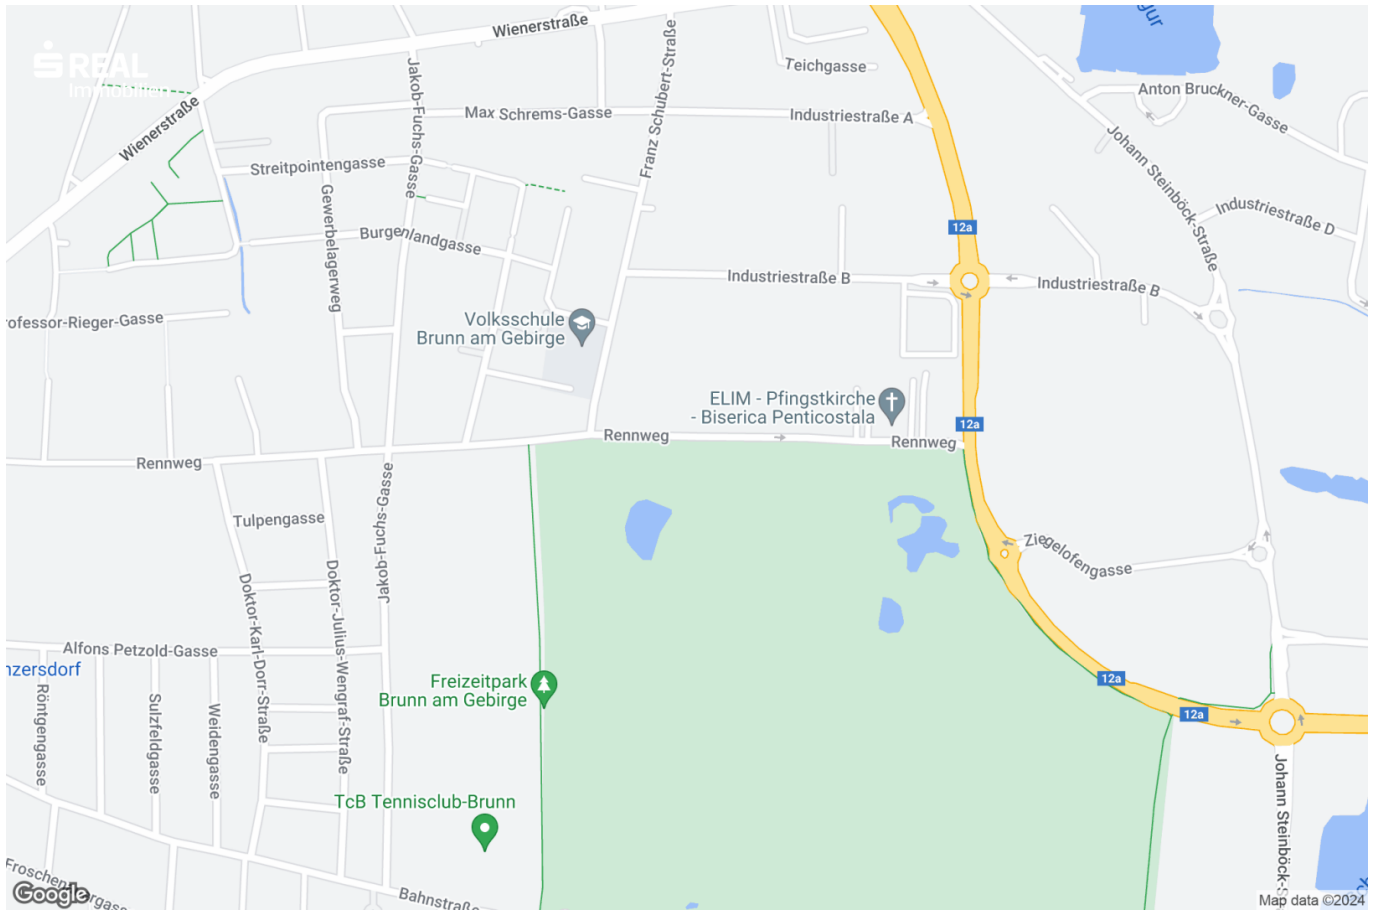 Wienerstraße
gur
Teichgasse
S REAL
Immobilien
Wienerstraße
Jakob-Fuchs-Gasse
Franz Schubert-Straße
Max Schrems-Gasse
Industriestraße A
Anton Bruckner-Gasse
Johann Steinböck-Straße
Streitpointengasse
Gewerbelagerweg
Burgenlandgasse
12a
Industriestraße D
Industriestraße B
Industriestraße B
rofessor-Rieger-Gasse
Volksschule
Brunn am Gebirge
ELIM - Pfingstkirche
- Biserica Penticostala
12a
Rennweg
Rennweg
Rennweg
Jakob-Fuchs-Gasse
Tulpengasse
Ziegelofengasse
Doktor-Karl-Dorr-Straße
Doktor-Julius-Wengraf-Straße
Alfons Petzold-Gasse
nzersdorf
Röntgengasse
Sulzfeldgasse
Weidengasse
Freizeitpark
Brunn am Gebirge
12a
12a
Johann Steinböck-S
TcB Tennisclub-Brunn
Bahnstraße
Google
Map data ©2024